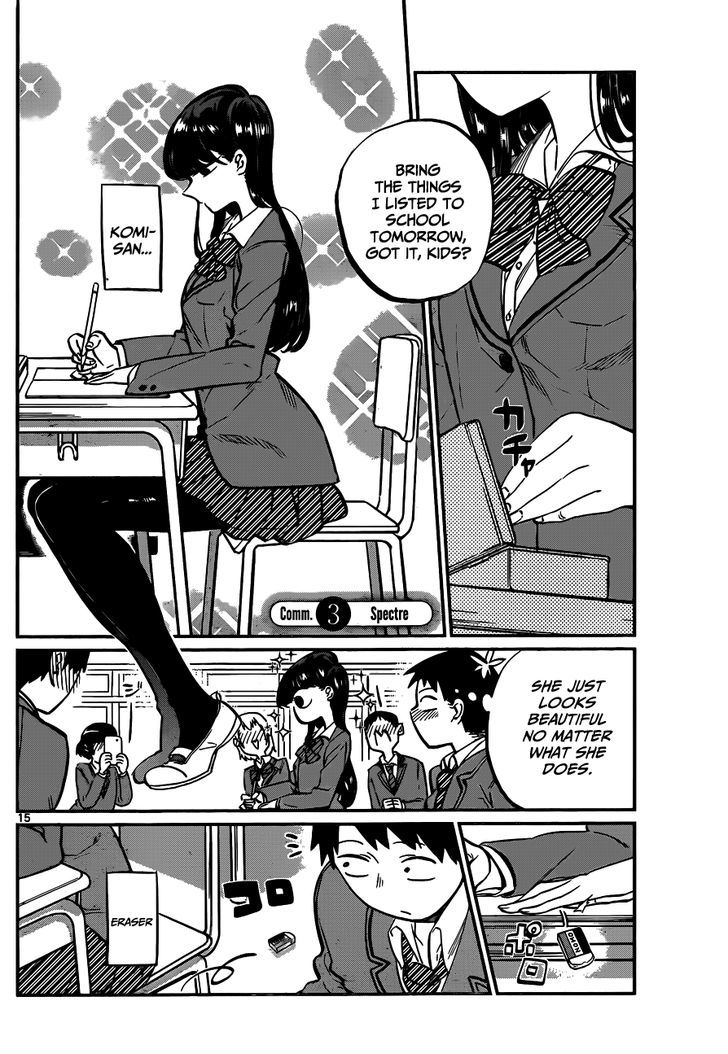 BRING
THE THINGS
I LISTED TO
SCHOOL
TOMORROW,
GOT IT, KIDS?
カチャ
KOMI-
SAN...
Comm. 3 Spectre
SHE JUST
LOOKS
BEAUTIFUL
NO MATTER
WHAT SHE
DOES.
15
ポロ
コロ
ERASER